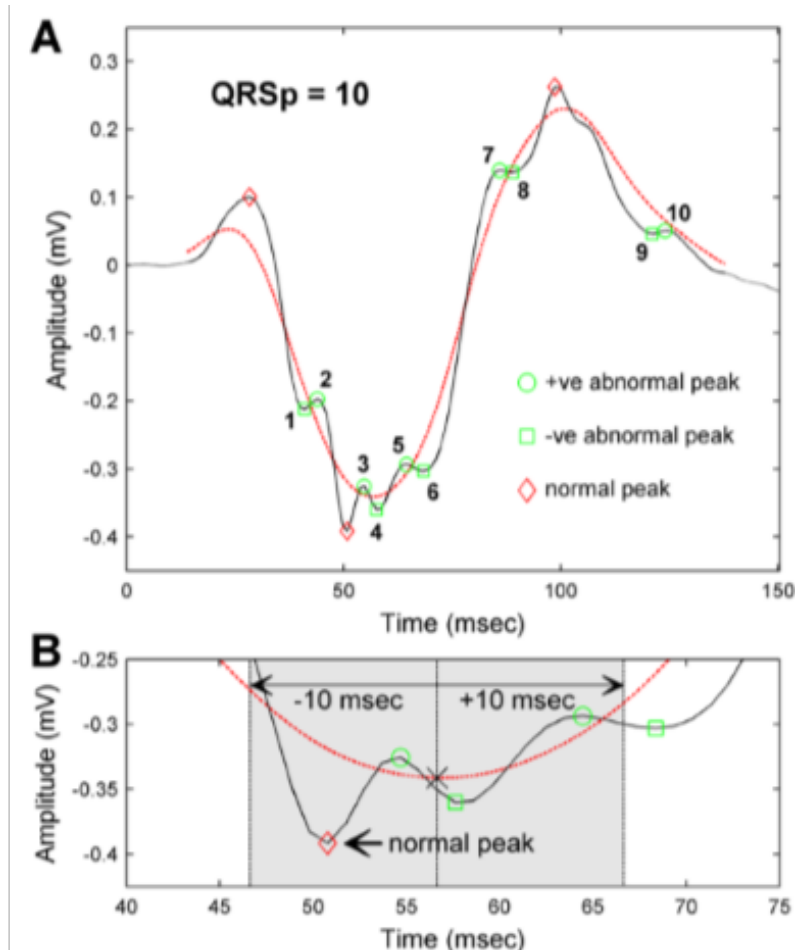 A
QRSp = 10
0.3
0.2
0.1
0
-0.1
-0.2
-0.3
-0.4
Amplitude (mV)
1
2
3
4
5
6
7
8
9
10
+ve abnormal peak
-ve abnormal peak
normal peak
0
50
100
150
Time (msec)
B
-0.25
-0.3
-0.35
-0.4
Amplitude (mV)
-10 msec
+10 msec
normal peak
40
45
50
55
60
65
70
75
Time (msec)